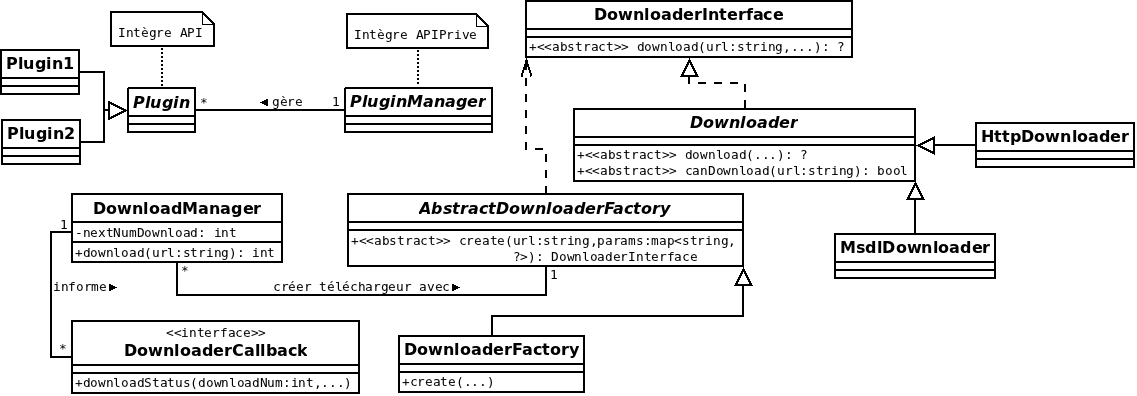 Intègre API
Intègre APIPrive
Plugin1
Plugin2
Plugin
*
◄ gère
1
PluginManager
DownloaderInterface
+<<abstract>> download(url:string,...): ?
Downloader
+<<abstract>> download(...): ?
+<<abstract>> canDownload(url:string): bool
HttpDownloader
MsdlDownloader
DownloadManager
-nextNumDownload: int
+download(url:string): int
1
*
informe►
*
créer téléchargeur avec►
1
AbstractDownloaderFactory
+<<abstract>> create(url:string,params:map<string,
?>): DownloaderInterface
<<interface>>
DownloaderCallback
+downloadStatus(downloadNum:int,...)
DownloaderFactory
+create(...)